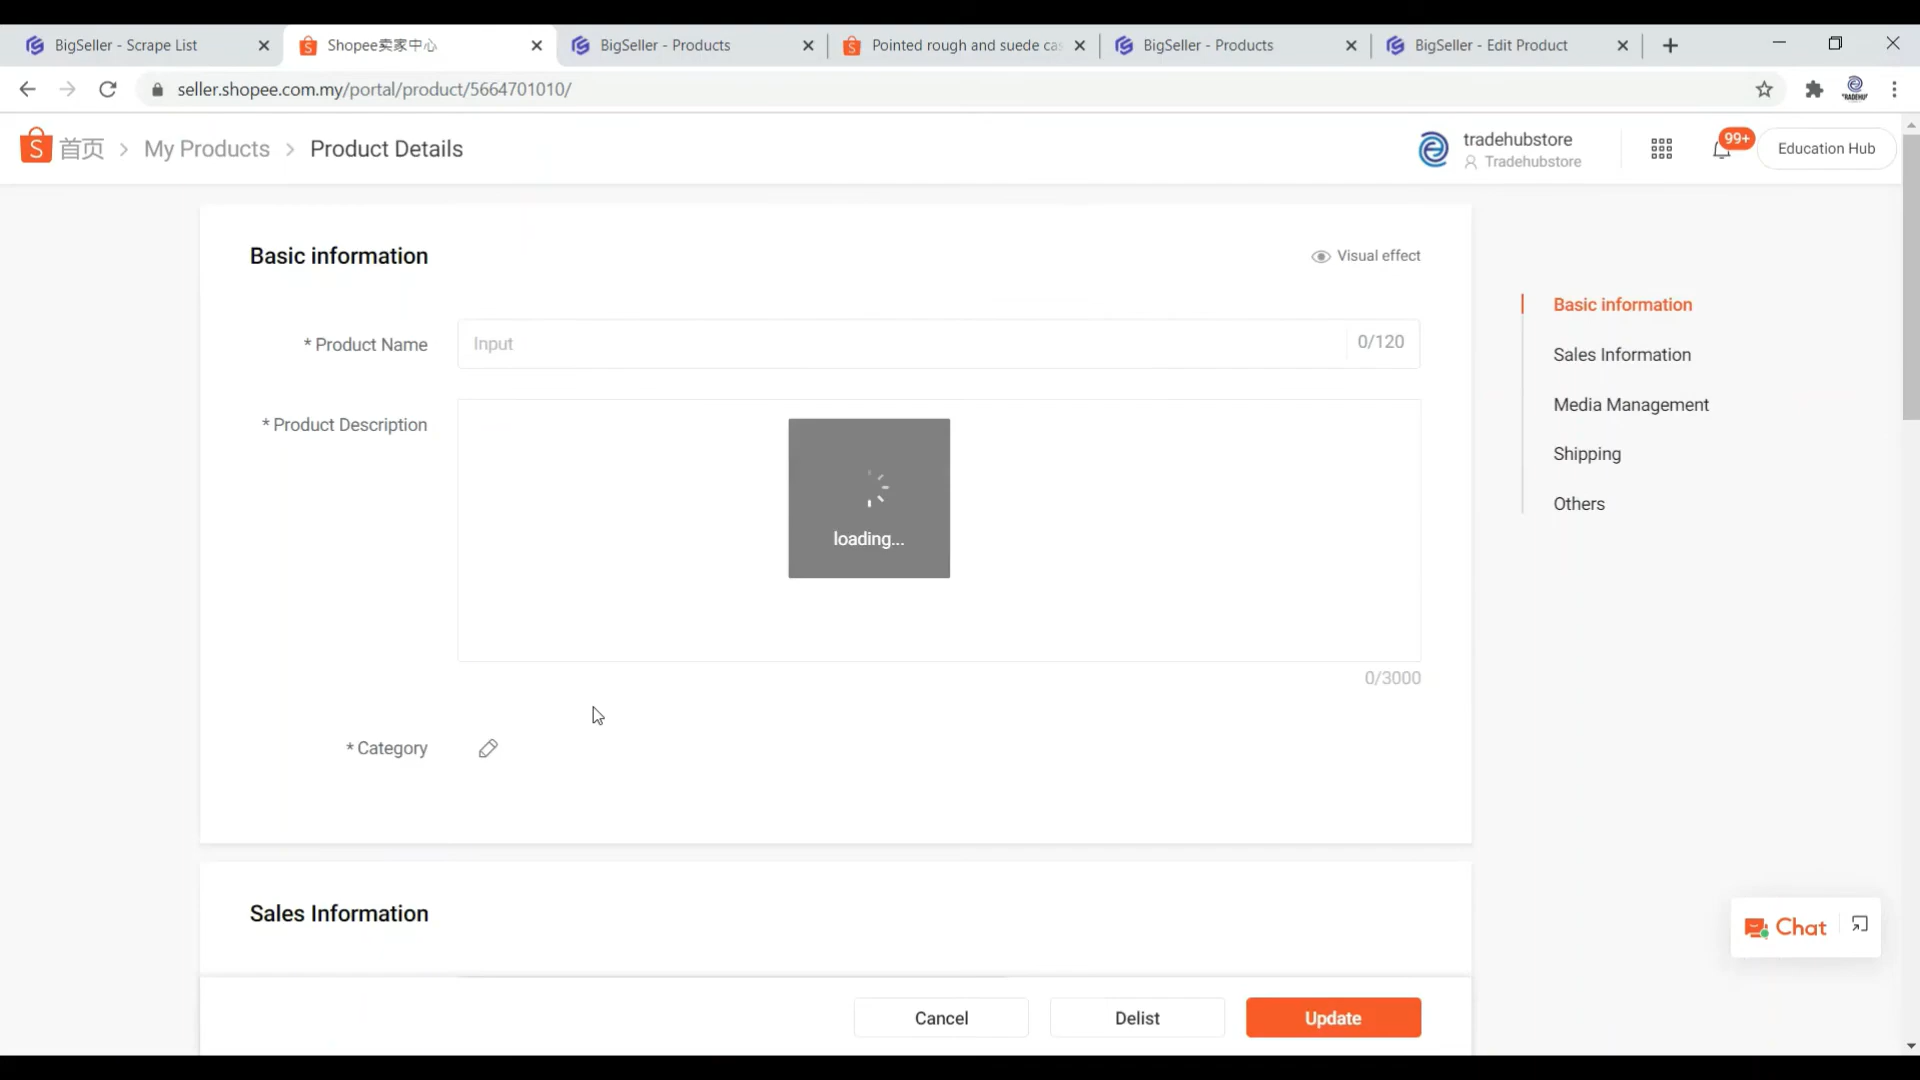 BigSeller - Scrape List
Shopee卖家中心
BigSeller - Products
Pointed rough and suede cas
BigSeller - Products
BigSeller - Edit Product
seller.shopee.com.my/portal/product/5664701010/
首页 > My Products > Product Details
tradehubstore
Tradehubstore
99+
Education Hub
Basic information
Visual effect
* Product Name
Input
0/120
* Product Description
loading...
0/3000
* Category
Sales Information
Basic information
Sales Information
Media Management
Shipping
Others
Chat
Cancel
Delist
Update